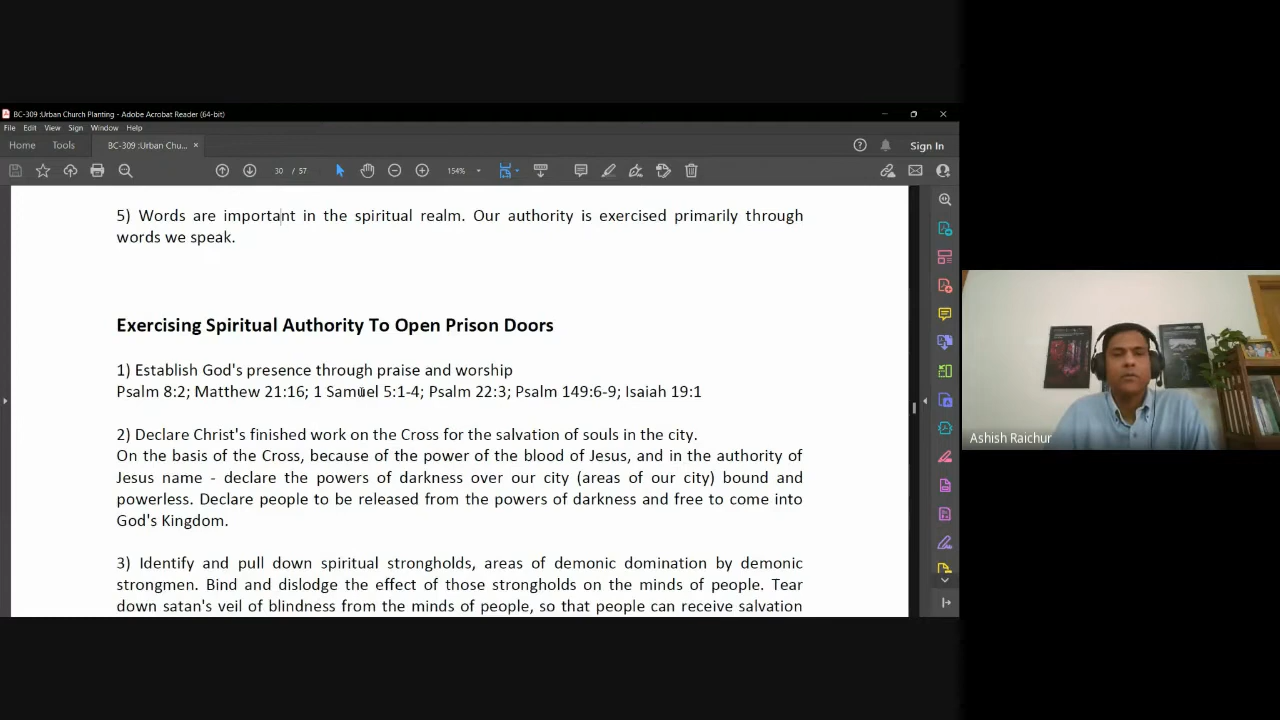 BC-309 :Urban Church Planting - Adobe Acrobat Reader (64-bit)
File Edit View Sign Window Help
Home Tools BC-309 :Urban Chu... × Sign In
30 / 57 154%
5) Words are important in the spiritual realm. Our authority is exercised primarily through
words we speak.
Exercising Spiritual Authority To Open Prison Doors
1) Establish God's presence through praise and worship
Psalm 8:2; Matthew 21:16; 1 Samuel 5:1-4; Psalm 22:3; Psalm 149:6-9; Isaiah 19:1
2) Declare Christ's finished work on the Cross for the salvation of souls in the city.
On the basis of the Cross, because of the power of the blood of Jesus, and in the authority of
Jesus name - declare the powers of darkness over our city (areas of our city) bound and
powerless. Declare people to be released from the powers of darkness and free to come into
God's Kingdom.
3) Identify and pull down spiritual strongholds, areas of demonic domination by demonic
strongmen. Bind and dislodge the effect of those strongholds on the minds of people. Tear
down satan's veil of blindness from the minds of people, so that people can receive salvation
Ashish Raichur